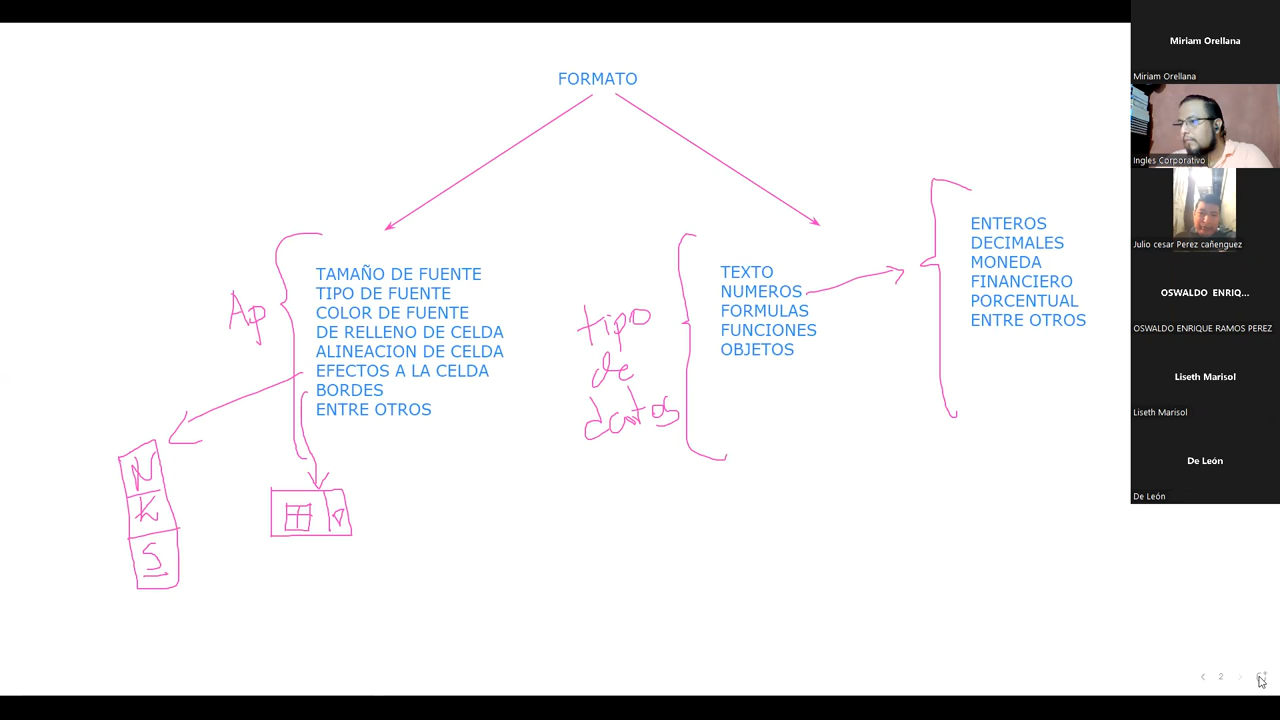 FORMATO
Ap
TAMAÑO DE FUENTE
TIPO DE FUENTE
COLOR DE FUENTE
DE RELLENO DE CELDA
ALINEACION DE CELDA
EFECTOS A LA CELDA
BORDES
ENTRE OTROS
N
K
S
tipo
de
datos
TEXTO
NUMEROS
FORMULAS
FUNCIONES
OBJETOS
ENTEROS
DECIMALES
MONEDA
FINANCIERO
PORCENTUAL
ENTRE OTROS
Miriam Orellana
Miriam Orellana
Ingles Corporativo
Julio cesar Perez cañenguez
OSWALDO ENRIQ...
OSWALDO ENRIQUE RAMOS PEREZ
Liseth Marisol
Liseth Marisol
De León
De León
2